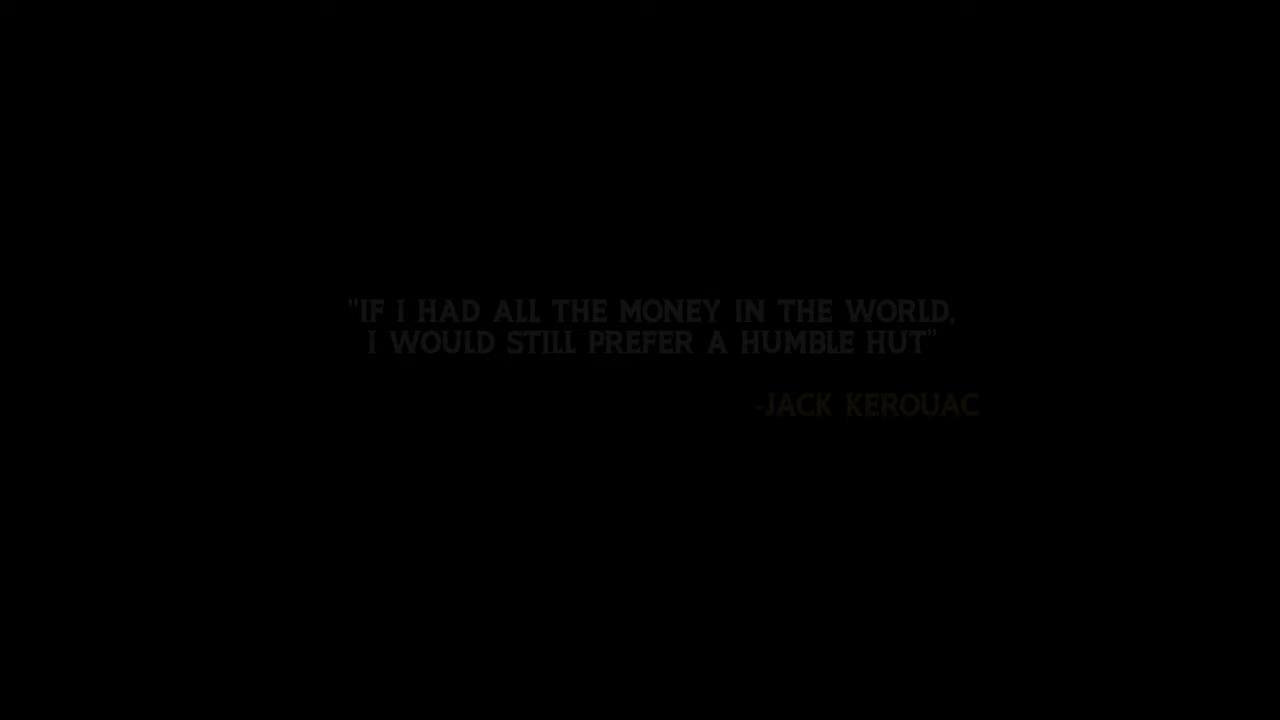 "IF I HAD ALL THE MONEY IN THE WORLD,
I WOULD STILL PREFER A HUMBLE HUT"
-JACK KEROUAC